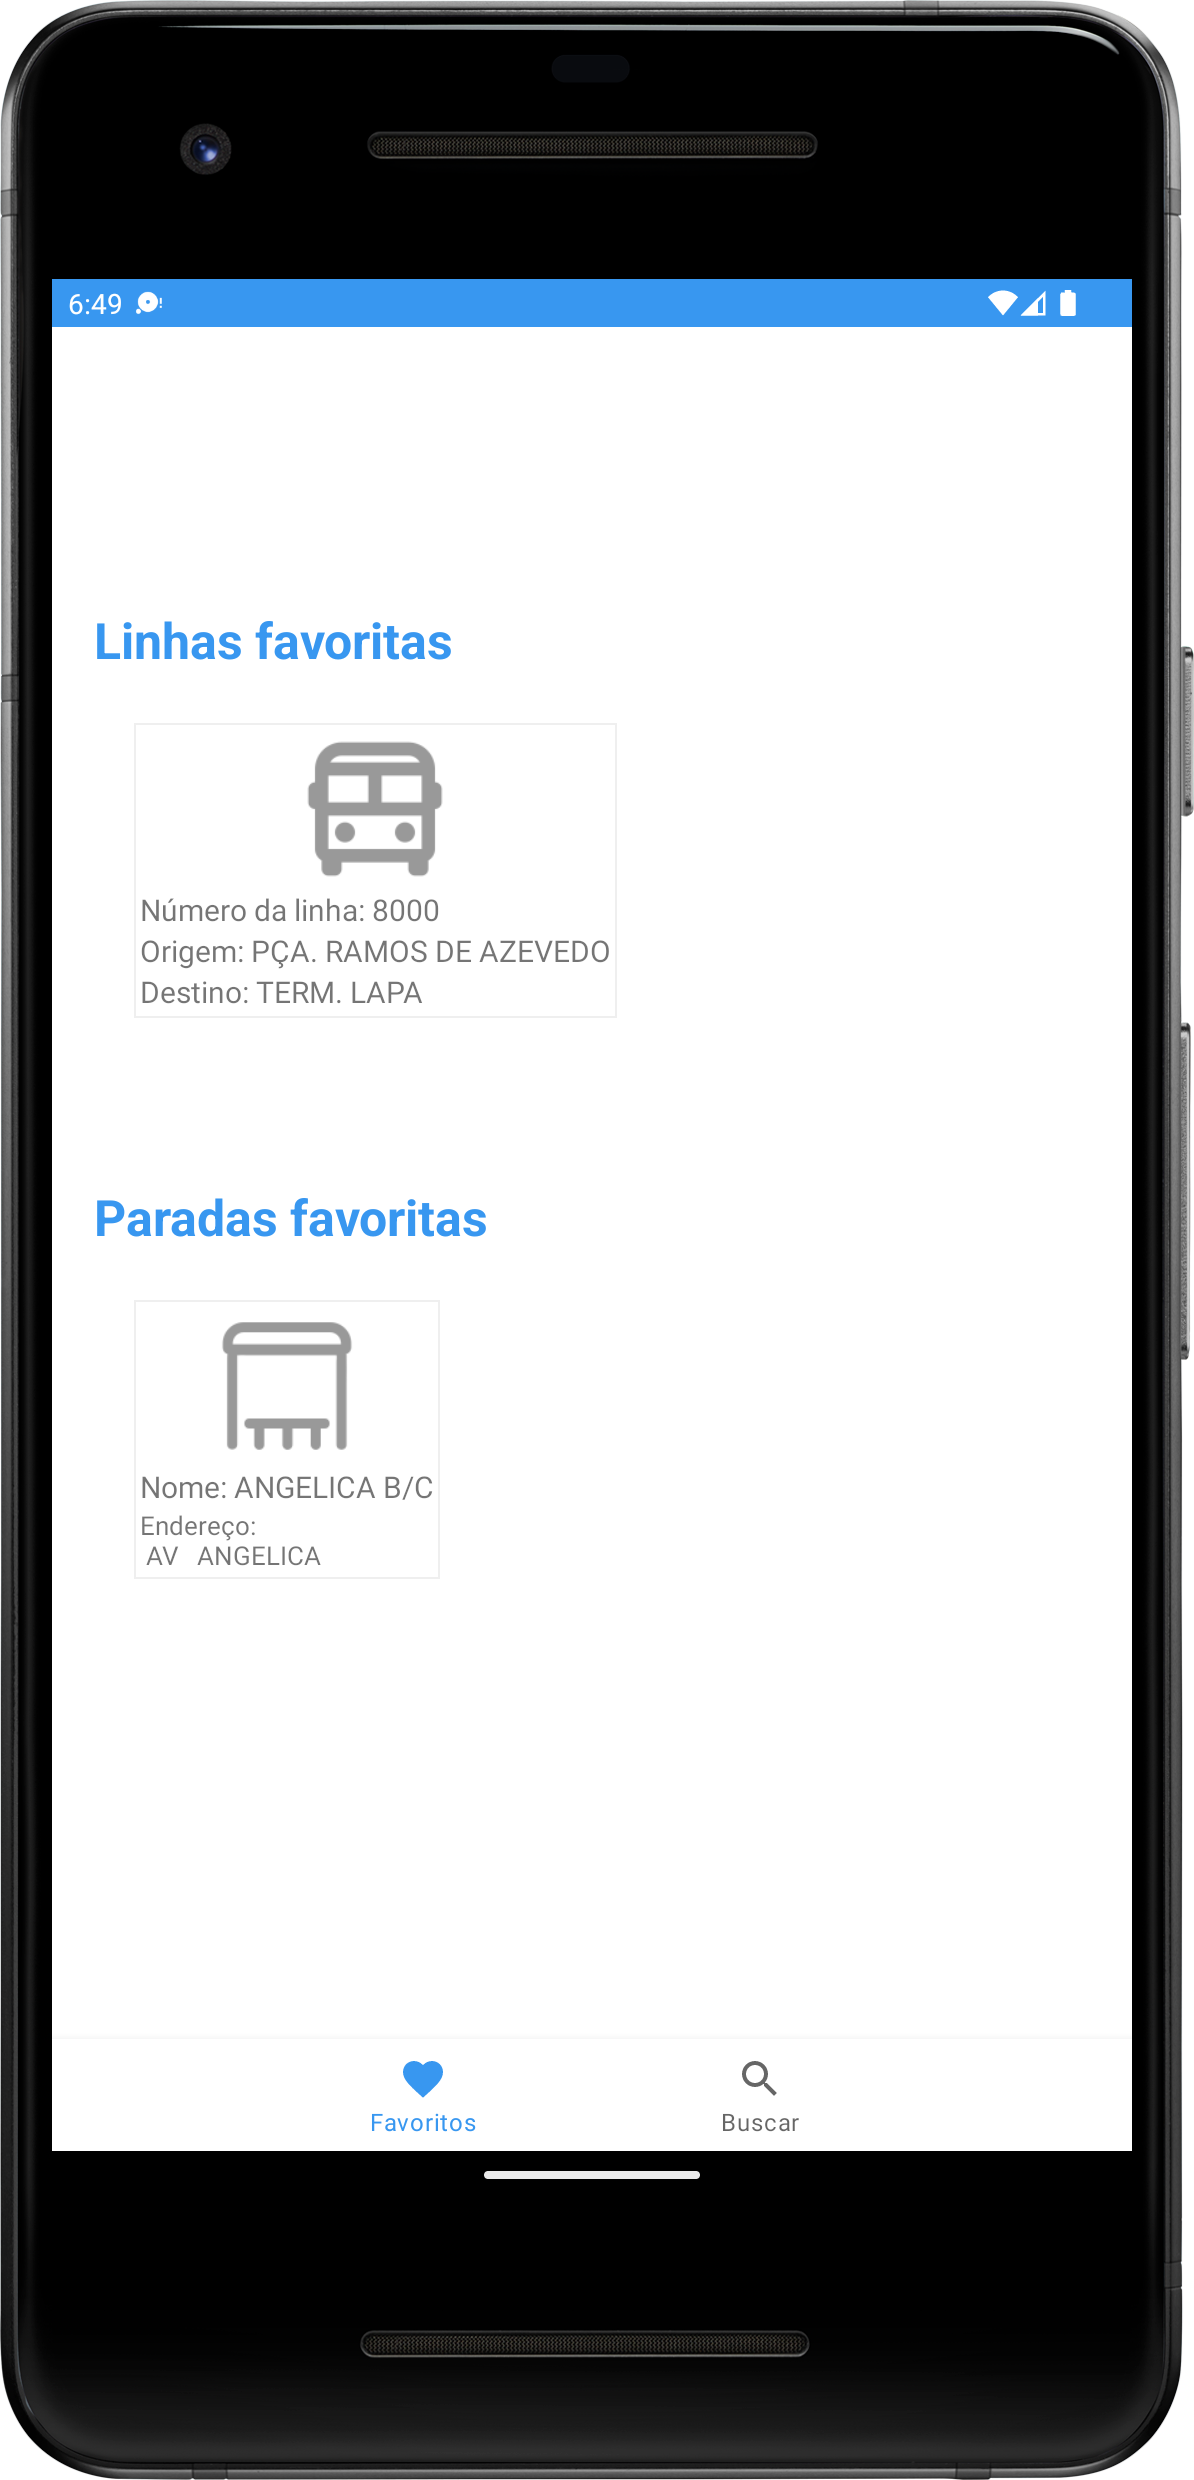 6:49
Linhas favoritas
Número da linha: 8000
Origem: PÇA. RAMOS DE AZEVEDO
Destino: TERM. LAPA
Paradas favoritas
Nome: ANGELICA B/C
Endereço:
AV   ANGELICA
Favoritos
Buscar